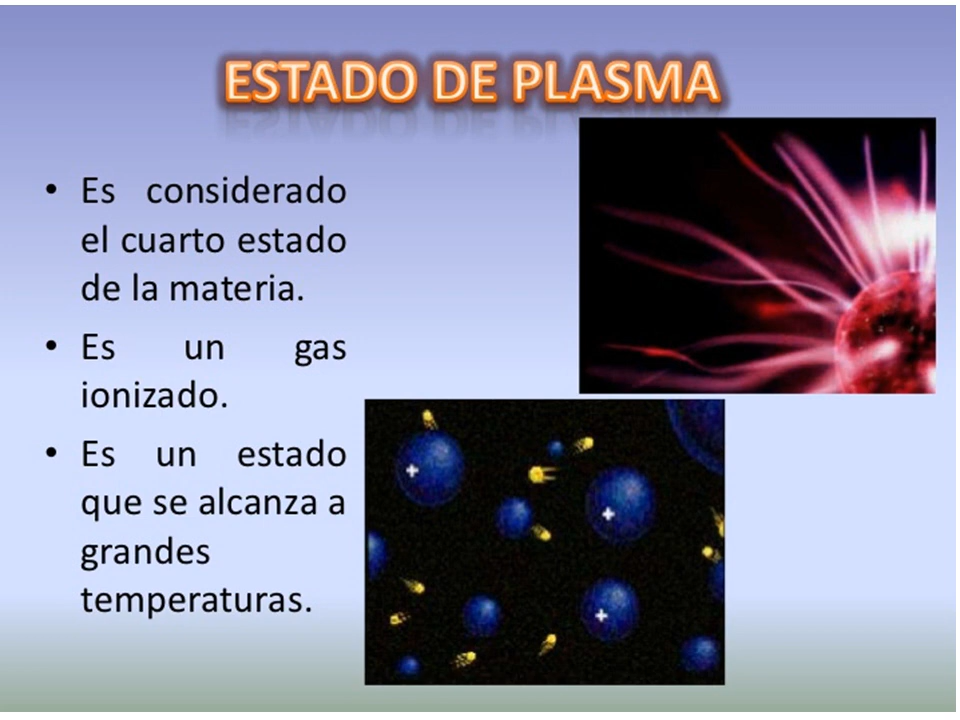 ESTADO DE PLASMA
• Es considerado
el cuarto estado
de la materia.
• Es un gas
ionizado.
• Es un estado
que se alcanza a
grandes
temperaturas.
+
+
+